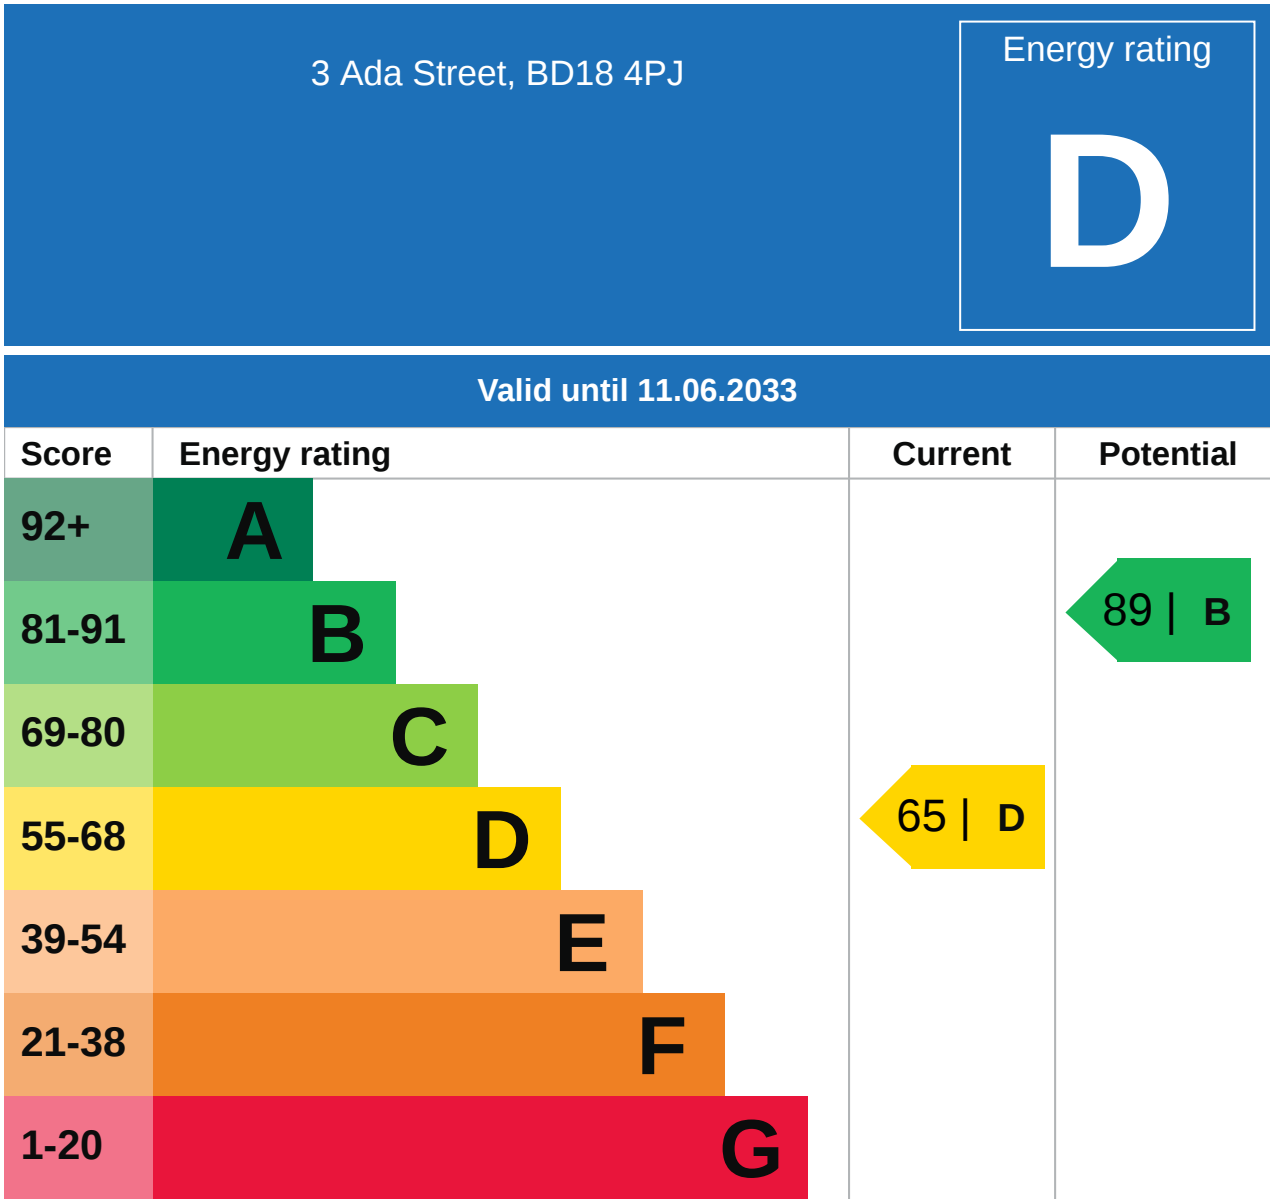 3 Ada Street, BD18 4PJ
Energy rating
D
Valid until 11.06.2033
Score Energy rating Current Potential
92+ A
81-91 B
89 | B
69-80 C
55-68 D
65 | D
39-54 E
21-38 F
1-20 G